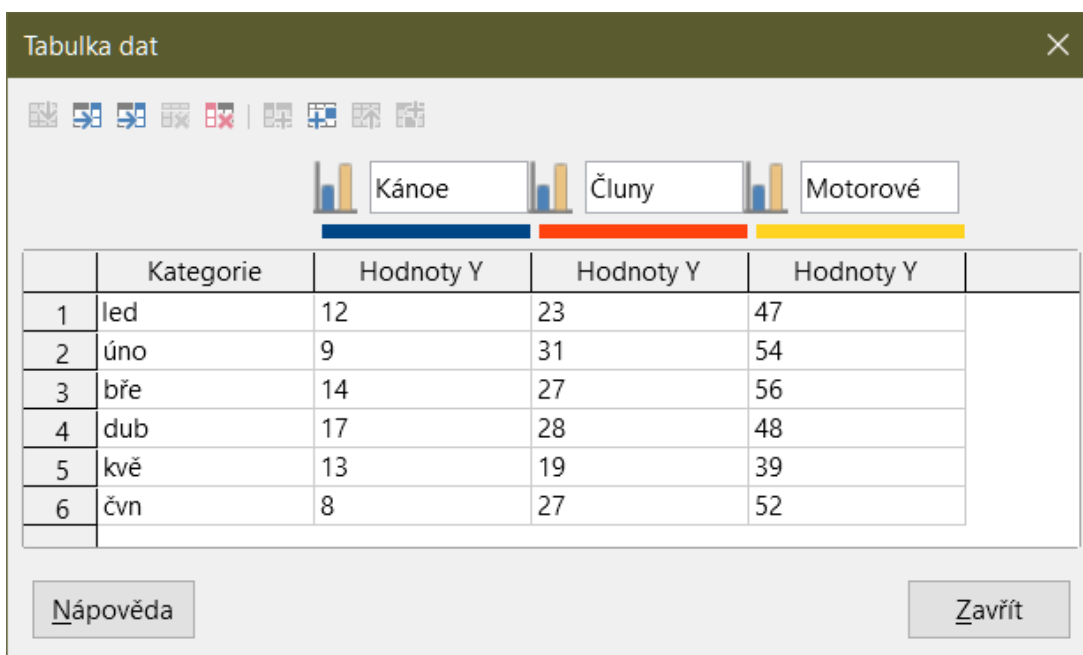 Tabulka dat
Kánoe Čluny Motorové
Kategorie Hodnoty Y Hodnoty Y Hodnoty Y
1 led 12 23 47
2 úno 9 31 54
3 bře 14 27 56
4 dub 17 28 48
5 kvě 13 19 39
6 čvn 8 27 52
Nápověda Zavřít